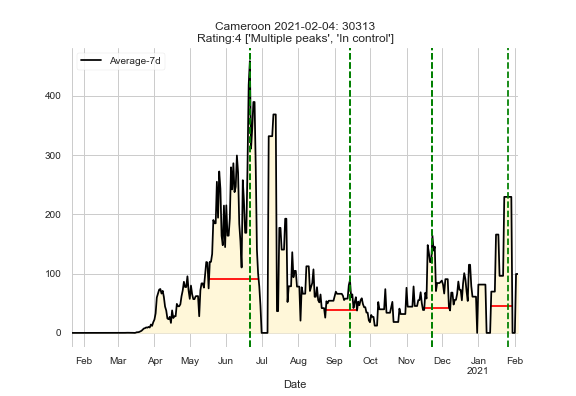 Cameroon 2021-02-04: 30313
Rating:4 ['Multiple peaks', 'In control']
Average-7d
400
300
200
100
0
Feb Mar Apr May Jun Jul Aug Sep Oct Nov Dec Jan Feb
2021
Date